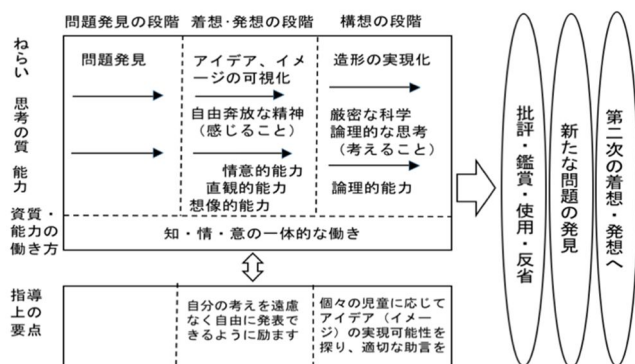 問題発見の段階
着想・発想の段階
構想の段階
ねらい
思考の質
能力
問題発見
アイデア、イメ
ージの可視化
自由奔放な精神
（感じること）
情意的能力
直観的能力
想像的能力
造形の実現化
厳密な科学
論理的な思考
（考えること）
論理的能力
資質・
能力の
働き方
知・情・意の一体的な働き
指導
上の
要点
自分の考えを遠慮
なく自由に発表で
きるように励ます
個々の児童に応じて
アイデア（イメー
ジ）の実現可能性を
探り、適切な助言を
批評・鑑賞・使用・反省
新たな問題の発見
第二次の着想・発想へ